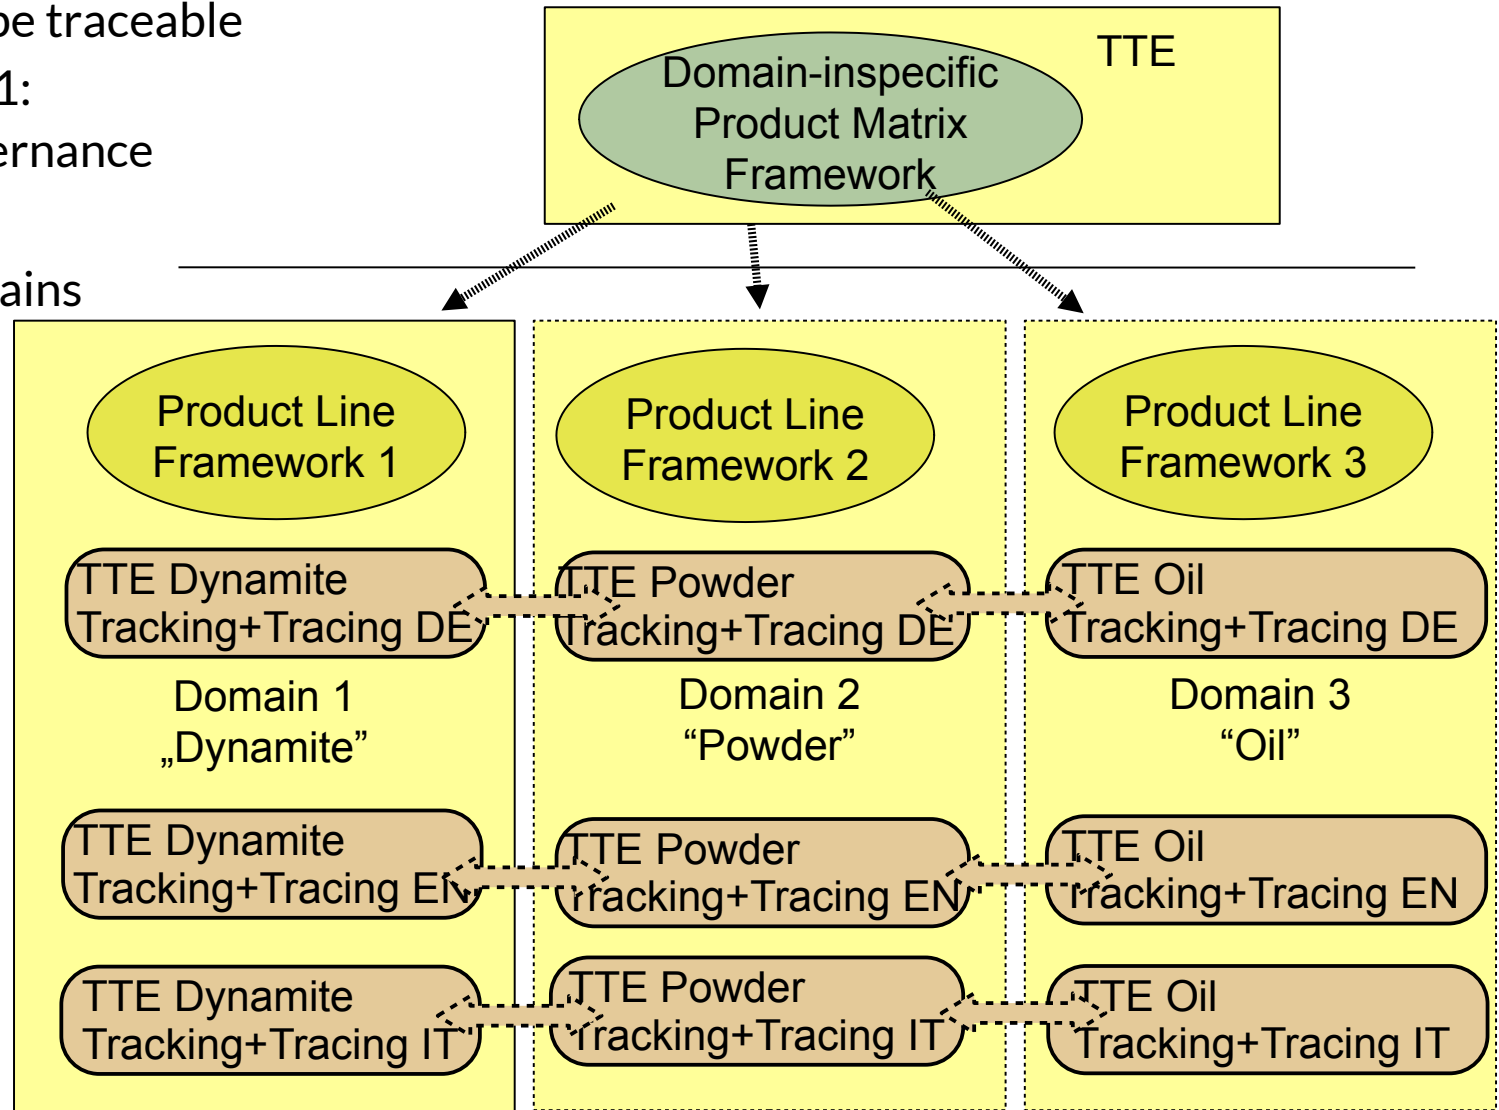 be traceable
1:
ernance
ains
TTE
Domain-inspecific
Product Matrix
Framework
Product Line
Framework 1
TTE Dynamite
Tracking+Tracing DE
Domain 1
„Dynamite”
TTE Dynamite
Tracking+Tracing EN
TTE Dynamite
Tracking+Tracing IT
Product Line
Framework 2
TTE Powder
Tracking+Tracing DE
Domain 2
“Powder”
TTE Powder
Tracking+Tracing EN
TTE Powder
Tracking+Tracing IT
Product Line
Framework 3
TTE Oil
Tracking+Tracing DE
Domain 3
“Oil”
TTE Oil
Tracking+Tracing EN
TTE Oil
Tracking+Tracing IT